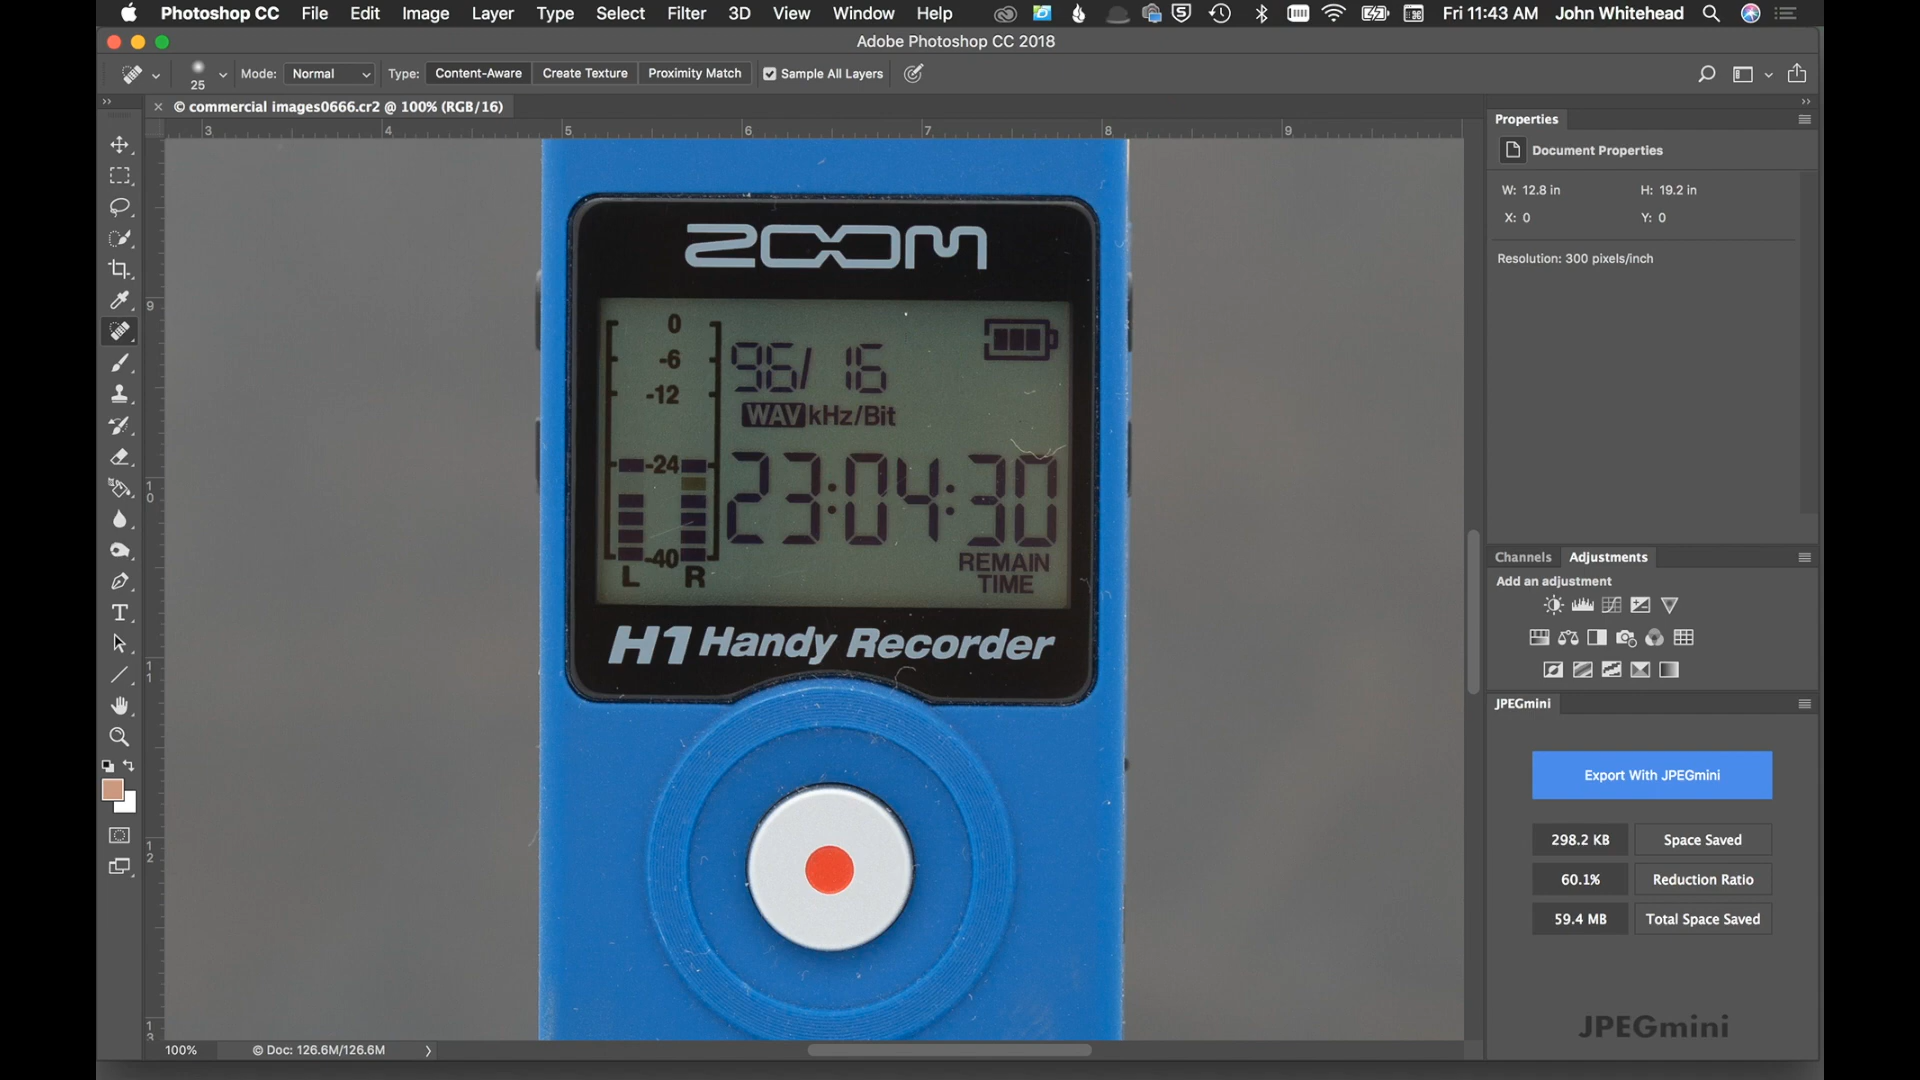 Photoshop CC File Edit Image Layer Type Select Filter 3D View Window Help Fri 11:43 AM John Whitehead
Adobe Photoshop CC 2018
25 Mode: Normal Type: Content-Aware Create Texture Proximity Match Sample All Layers
© commercial images0666.cr2 @ 100% (RGB/16)
3 4 5 6 7 8 9
9
10
11
12
13
ZOOM
0
-6
-12
-24
-40
L R
96/ 16
WAV kHz/Bit
23:04:30
REMAIN
TIME
H1 Handy Recorder
Properties
Document Properties
W: 12.8 in H: 19.2 in
X: 0 Y: 0
Resolution: 300 pixels/inch
Channels Adjustments
Add an adjustment
JPEGmini
Export With JPEGmini
298.2 KB Space Saved
60.1% Reduction Ratio
59.4 MB Total Space Saved
JPEGmini
100% © Doc: 126.6M/126.6M